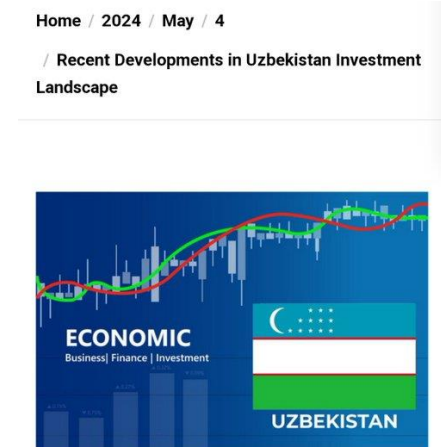 Home / 2024 / May / 4
/ Recent Developments in Uzbekistan Investment
Landscape
ECONOMIC
Business| Finance | Investment
UZBEKISTAN